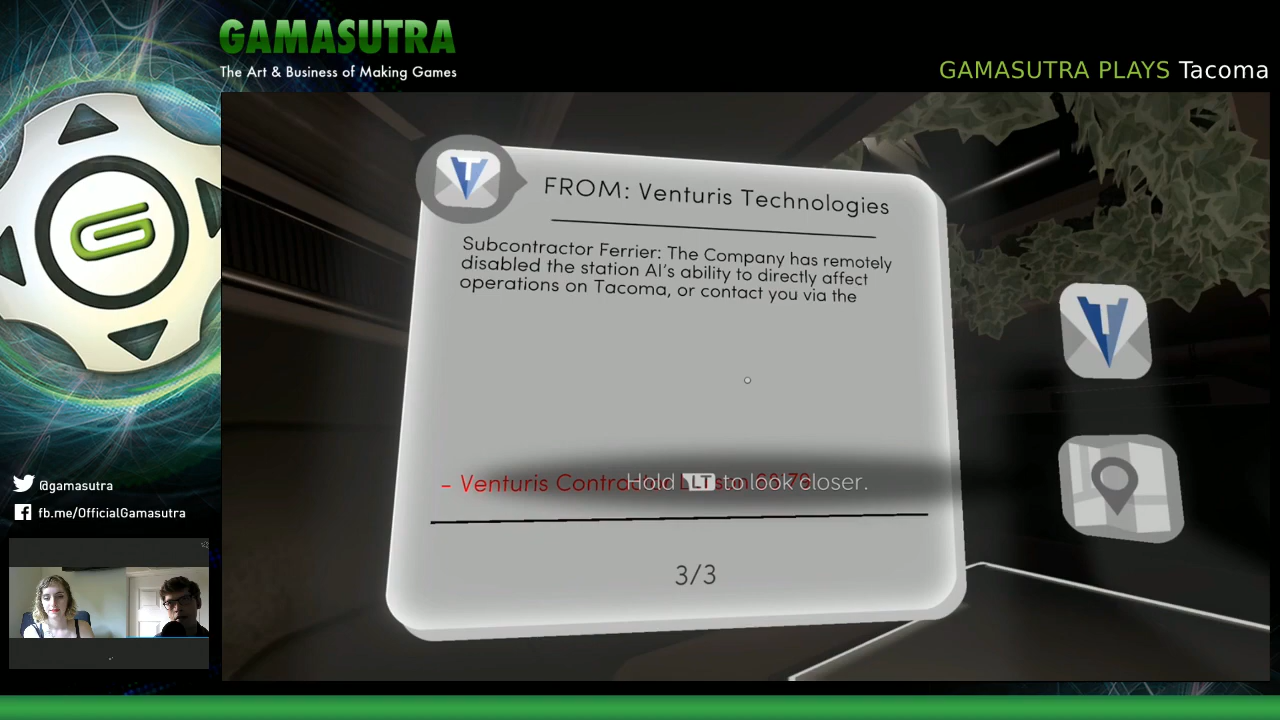 GAMASUTRA
The Art & Business of Making Games
GAMASUTRA PLAYS Tacoma
FROM: Venturis Technologies
Subcontractor Ferrier: The Company has remotely
disabled the station AI's ability to directly affect
operations on Tacoma, or contact you via the
– Venturis
Hold LT to look closer.
3/3
@gamasutra
fb.me/OfficialGamasutra